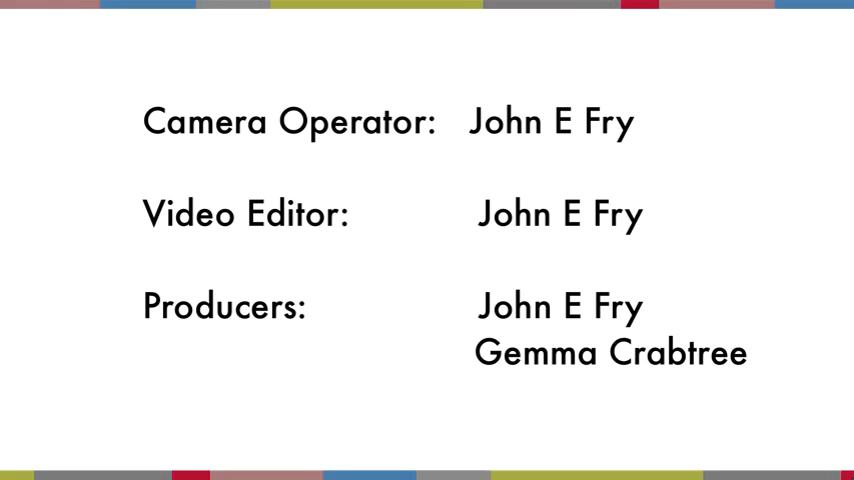 Camera Operator: John E Fry
Video Editor: John E Fry
Producers: John E Fry
Gemma Crabtree